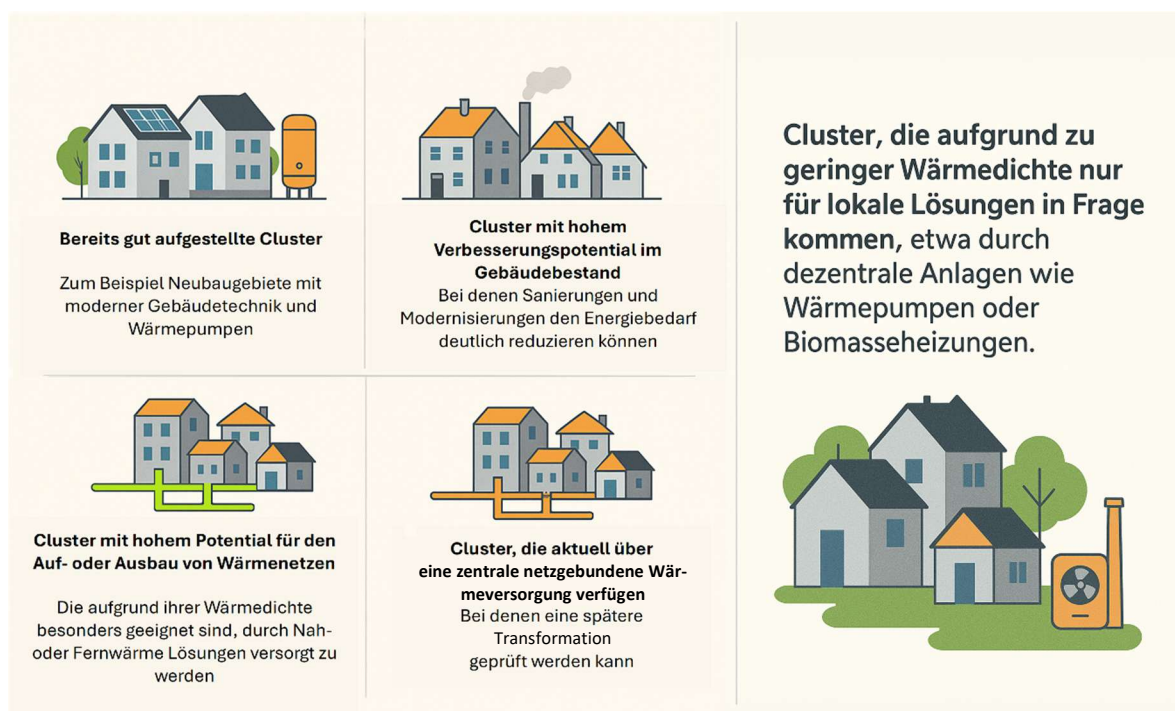 Bereits gut aufgestellte Cluster
Zum Beispiel Neubaugebiete mit
moderner Gebäudetechnik und
Wärmepumpen
Cluster mit hohem
Verbesserungspotential im
Gebäudebestand
Bei denen Sanierungen und
Modernisierungen den Energiebedarf
deutlich reduzieren können
Cluster mit hohem Potential für den
Auf- oder Ausbau von Wärmenetzen
Die aufgrund ihrer Wärmedichte
besonders geeignet sind, durch Nah-
oder Fernwärme Lösungen versorgt zu
werden
Cluster, die aktuell über
eine zentrale netzgebundene Wär-
meversorgung verfügen
Bei denen eine spätere
Transformation
geprüft werden kann
Cluster, die aufgrund zu
geringer Wärmedichte nur
für lokale Lösungen in Frage
kommen, etwa durch
dezentrale Anlagen wie
Wärmepumpen oder
Biomasseheizungen.